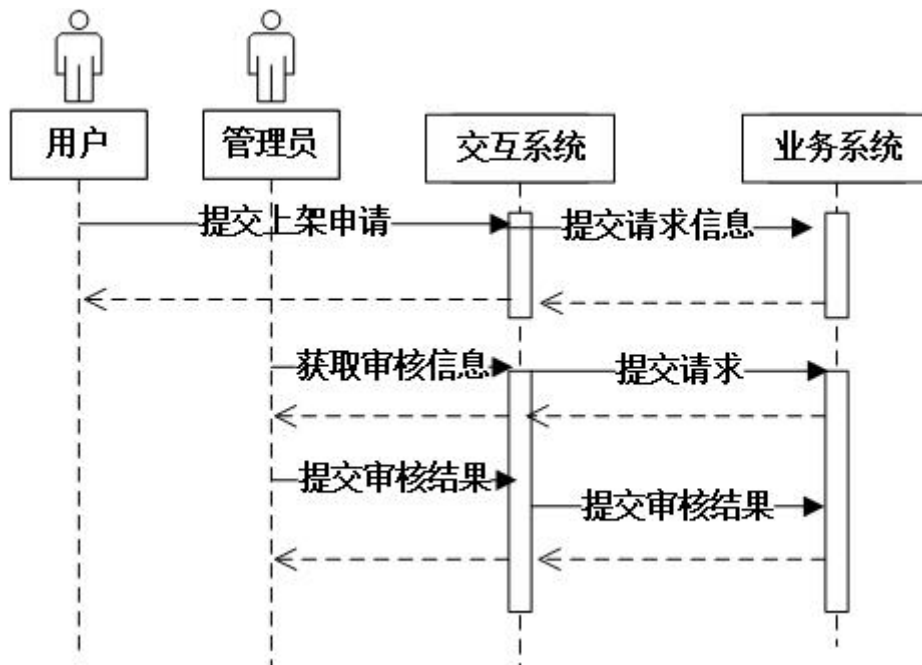 用户
管理员
交互系统
业务系统
提交上架申请
提交请求信息
获取审核信息
提交请求
提交审核结果
提交审核结果